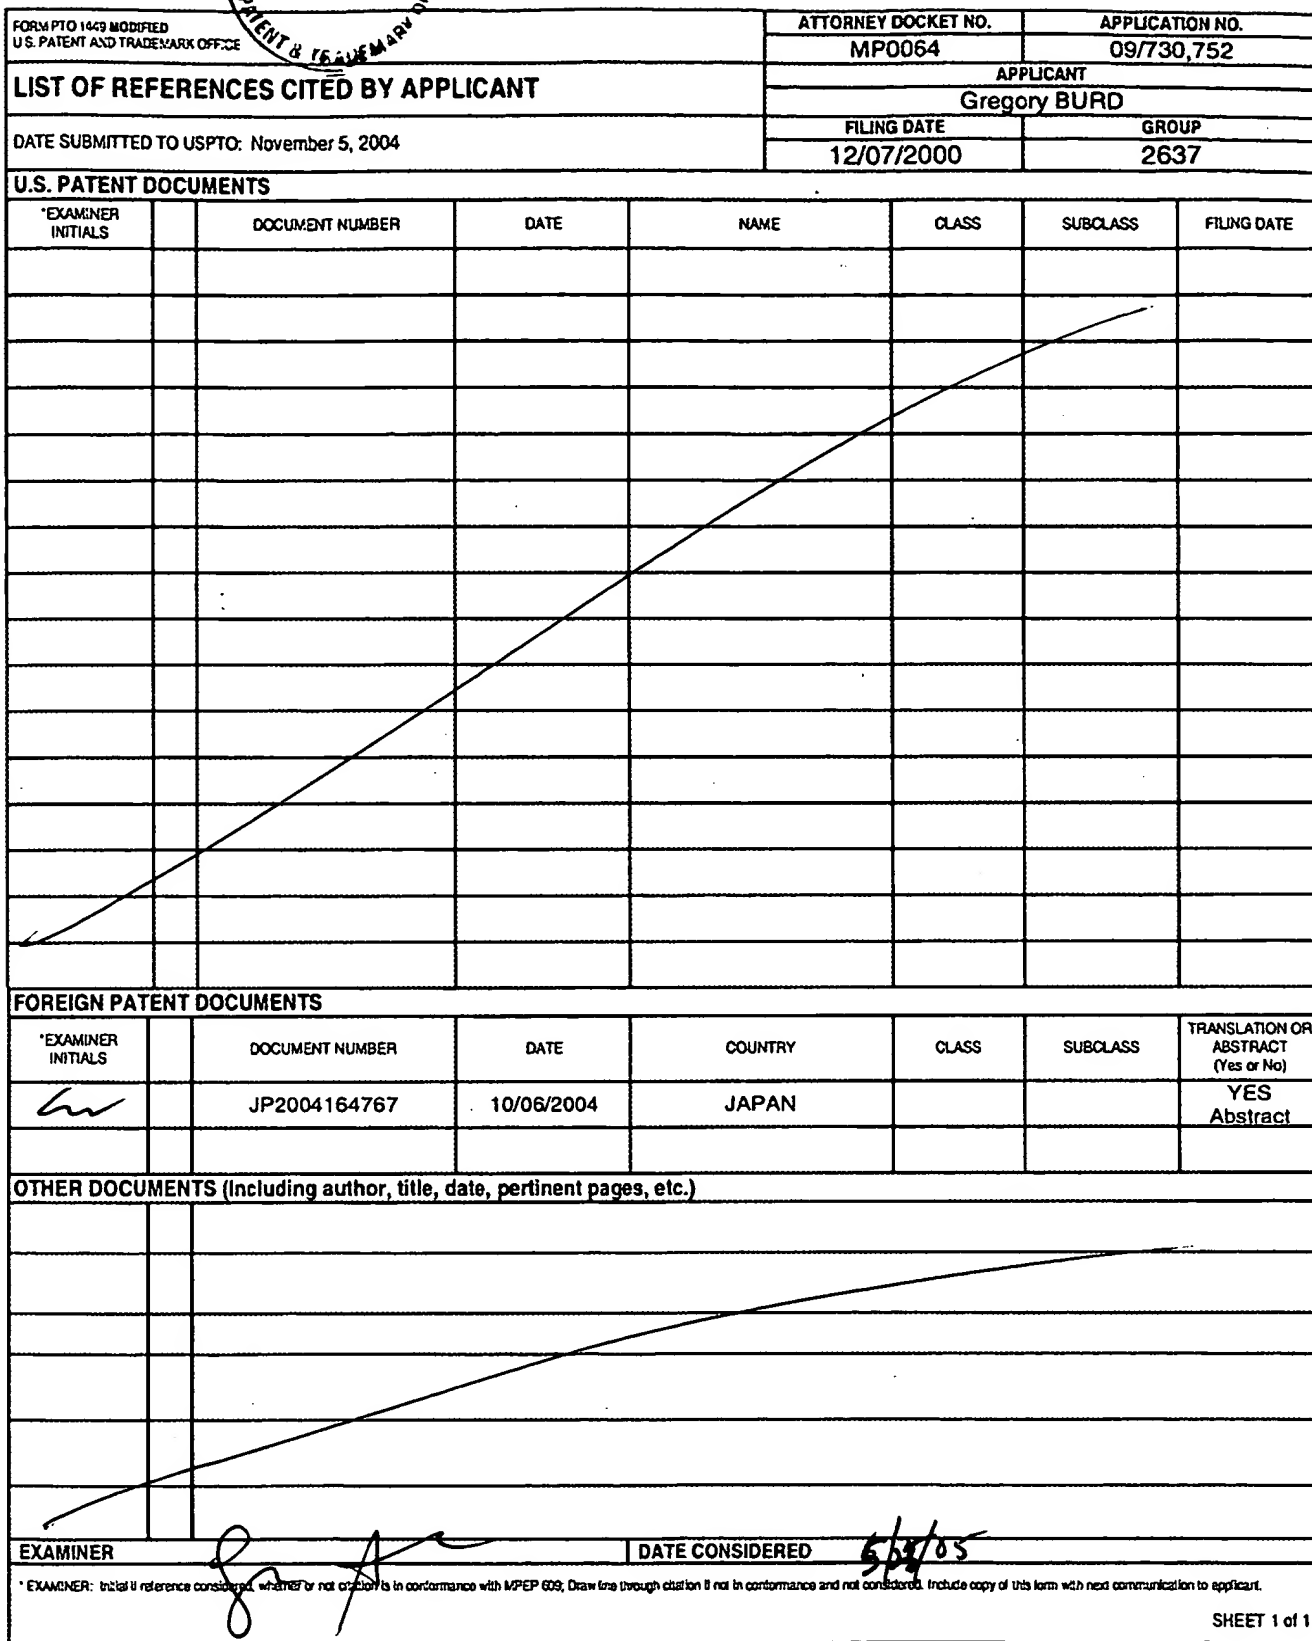 PATENT & TRADEMARK
FORM PTO 1449 MODIFIED
U.S. PATENT AND TRADEMARK OFFICE
ATTORNEY DOCKET NO. APPLICATION NO.
MP0064 09/730,752
LIST OF REFERENCES CITED BY APPLICANT
APPLICANT
Gregory BURD
DATE SUBMITTED TO USPTO: November 5, 2004
FILING DATE GROUP
12/07/2000 2637
U.S. PATENT DOCUMENTS
*EXAMINER INITIALS DOCUMENT NUMBER DATE NAME CLASS SUBCLASS FILING DATE
FOREIGN PATENT DOCUMENTS
*EXAMINER INITIALS DOCUMENT NUMBER DATE COUNTRY CLASS SUBCLASS TRANSLATION OR ABSTRACT (Yes or No)
JP2004164767 10/06/2004 JAPAN YES Abstract
OTHER DOCUMENTS (Including author, title, date, pertinent pages, etc.)
EXAMINER DATE CONSIDERED
* EXAMINER: Initial if reference considered, whether or not citation is in conformance with MPEP 609; Draw line through citation if not in conformance and not considered. Include copy of this form with next communication to applicant.
SHEET 1 of 1